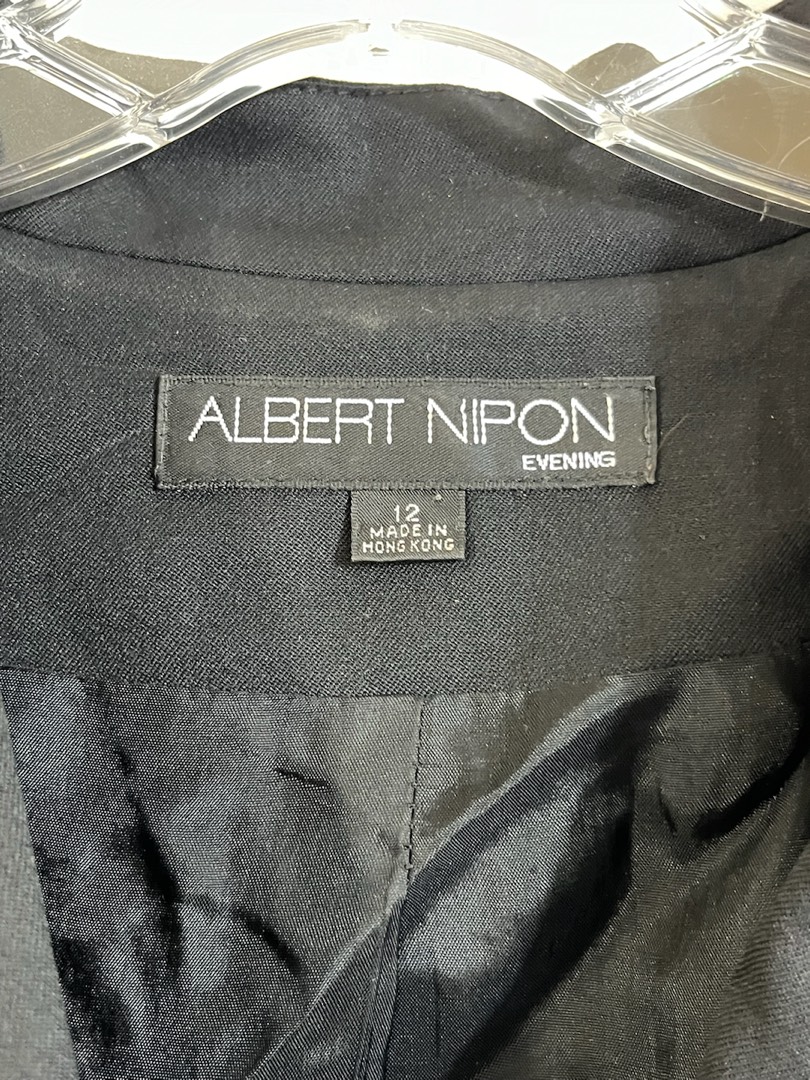 ALBERT NIPON
EVENING
12
MADE IN
HONG KONG